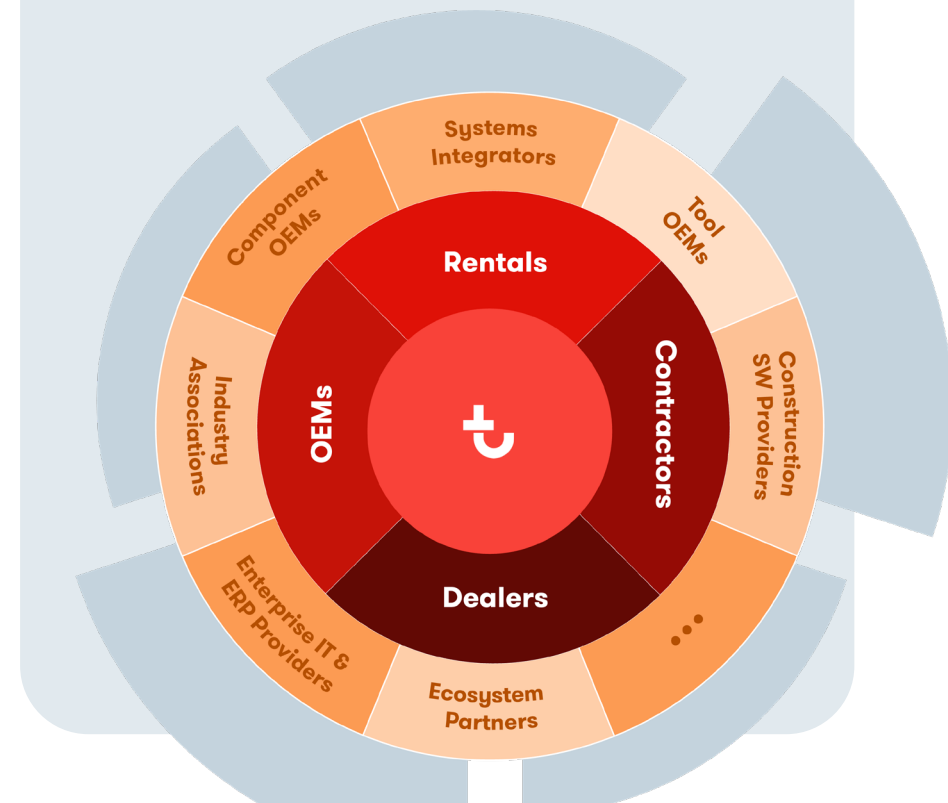 Systems
Integrators
Tool
OEMs
Construction
SW Providers
...
Ecosystem
Partners
Enterprise IT &
ERP Providers
Industry
Associations
Component
OEMs
Rentals
Contractors
Dealers
OEMs